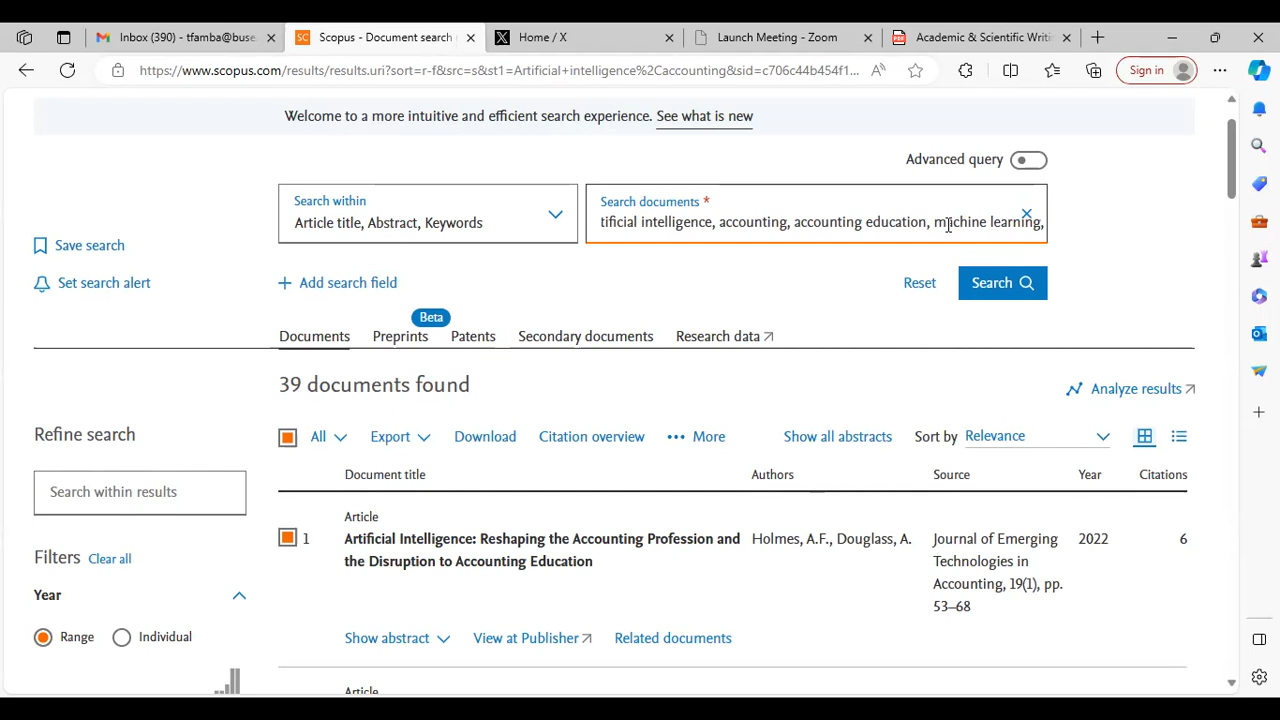 Inbox (390) - tfamba@buse
SC Scopus - Document search
Home / X
Launch Meeting - Zoom
PDF Academic & Scientific Writi
https://www.scopus.com/results/results.uri?sort=r-f&src=s&st1=Artificial+intelligence%2Caccounting&sid=c706c44b454f1...
Sign in
Welcome to a more intuitive and efficient search experience. See what is new
Advanced query
Search within
Article title, Abstract, Keywords
Search documents *
tificial intelligence, accounting, accounting education, machine learning,
Save search
Set search alert
Add search field
Reset
Search
Beta
Documents Preprints Patents Secondary documents Research data
39 documents found
Analyze results
Refine search
All Export Download Citation overview More Show all abstracts Sort by Relevance
Document title Authors Source Year Citations
Search within results
Article
1 Artificial Intelligence: Reshaping the Accounting Profession and the Disruption to Accounting Education
Holmes, A.F., Douglass, A.
Journal of Emerging
Technologies in
Accounting, 19(1), pp.
53–68
2022
6
Filters Clear all
Year
Range Individual
Show abstract View at Publisher Related documents
Article